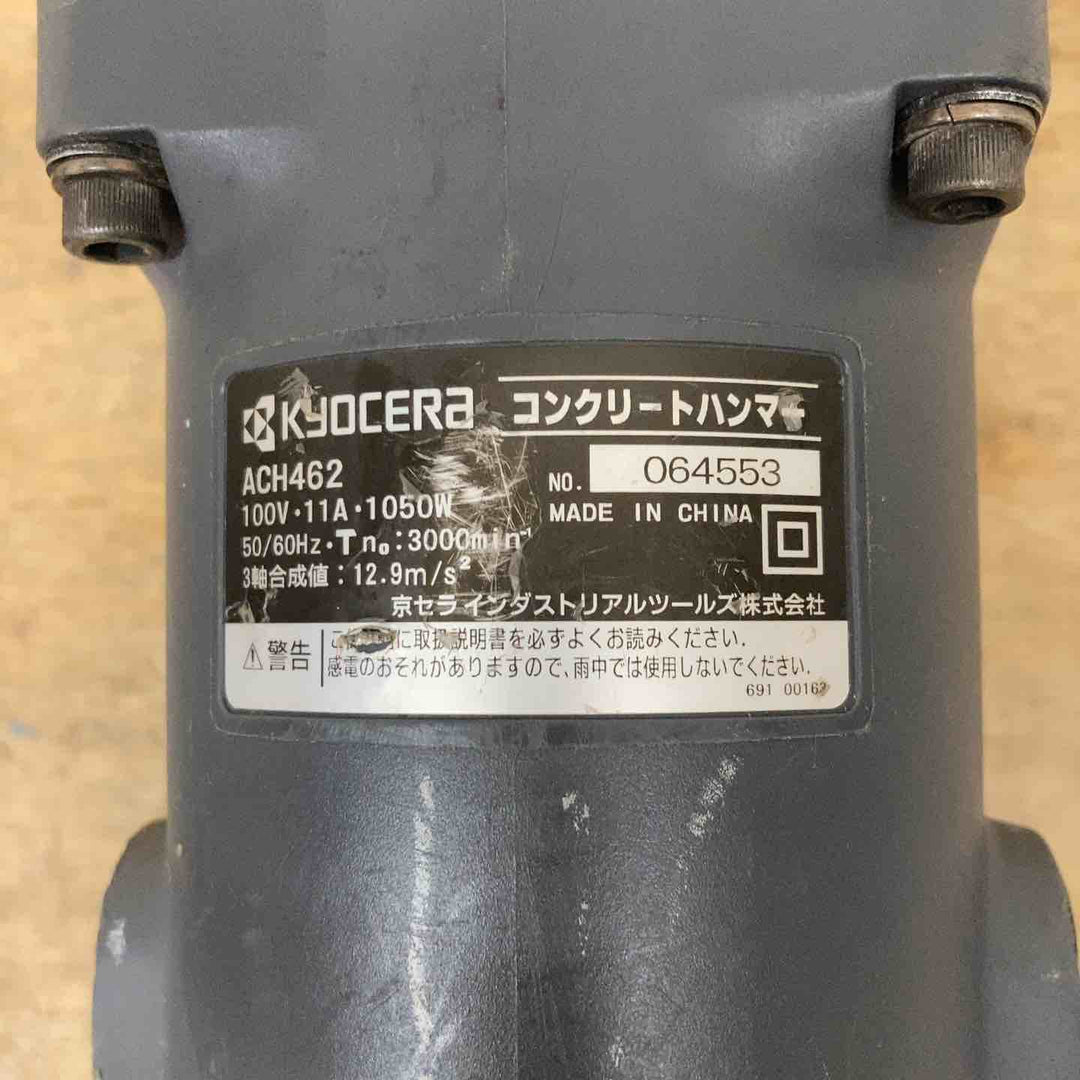 KYOCERA コンクリートハンマー
ACH462
NO. 064553
100V・11A・1050W
MADE IN CHINA
50/60Hz・T n₀:3000min⁻¹
3軸合成値:12.9m/s²
京セラインダストリアルツールズ株式会社
⚠警告
に取扱説明書を必ずよくお読みください.
感電のおそれがありますので、雨中では使用しないでください.
691 00162